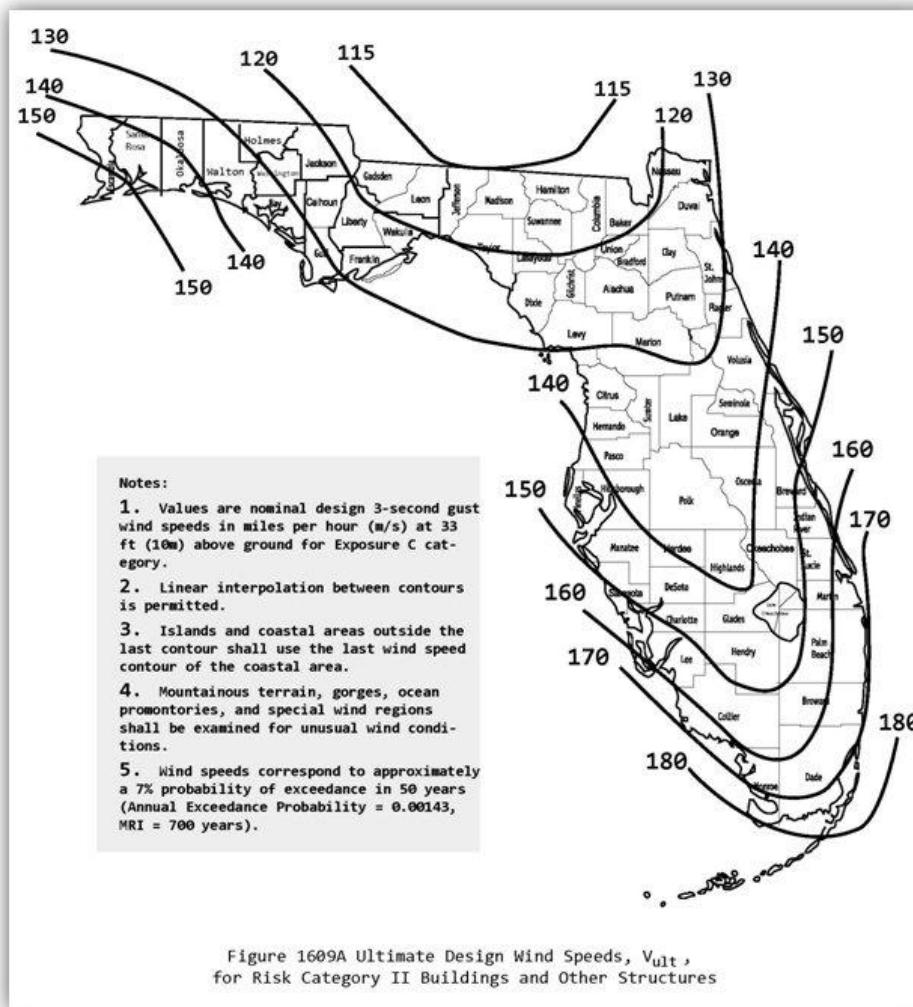 130
120
115
115
130
120
140
150
Santa
Rosa
Okaloosa
Holmes
Walton
Washington
Jackson
Bay
Calhoun
Gulf
Liberty
Franklin
Gadsden
Leon
Wakulla
Jefferson
Madison
Taylor
Hamilton
Suwannee
Lafayette
Columbia
Baker
Nassau
Duval
Union
Bradford
Clay
St.
Johns
Dixie
Gilchrist
Alachua
Putnam
Flagler
Levy
Marion
150
140
140
150
160
170
Volusia
Citrus
Hernando
Sumter
Lake
Seminole
Orange
Pasco
Pinellas
Hillsborough
Polk
Osceola
Brevard
Indian
River
140
150
160
170
180
Manatee
Hardee
Highlands
Okeechobee
St.
Lucie
Sarasota
DeSota
Martin
Charlotte
Glades
Lee
Hendry
Palm
Beach
Collier
Broward
Monroe
Dade
180
Notes:
1. Values are nominal design 3-second gust
wind speeds in miles per hour (m/s) at 33
ft (10m) above ground for Exposure C cat-
egory.
2. Linear interpolation between contours
is permitted.
3. Islands and coastal areas outside the
last contour shall use the last wind speed
contour of the coastal area.
4. Mountainous terrain, gorges, ocean
promontories, and special wind regions
shall be examined for unusual wind condi-
tions.
5. Wind speeds correspond to approximately
a 7% probability of exceedance in 50 years
(Annual Exceedance Probability = 0.00143,
MRI = 700 years).
Figure 1609A Ultimate Design Wind Speeds, Vult ,
for Risk Category II Buildings and Other Structures